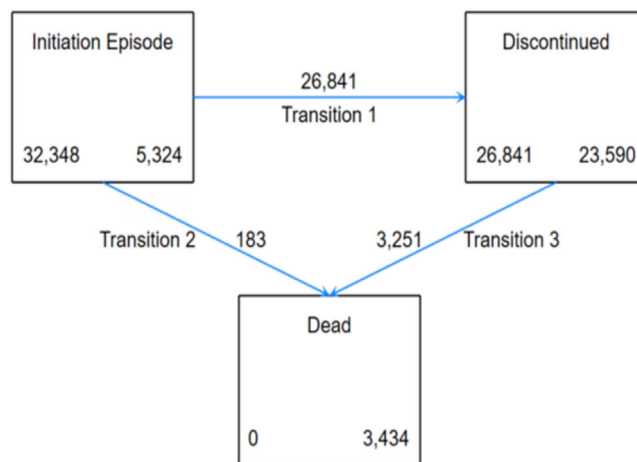 Initiation Episode
Discontinued
26,841
Transition 1
32,348 5,324
26,841 23,590
Transition 2 183
3,251 Transition 3
Dead
0 3,434